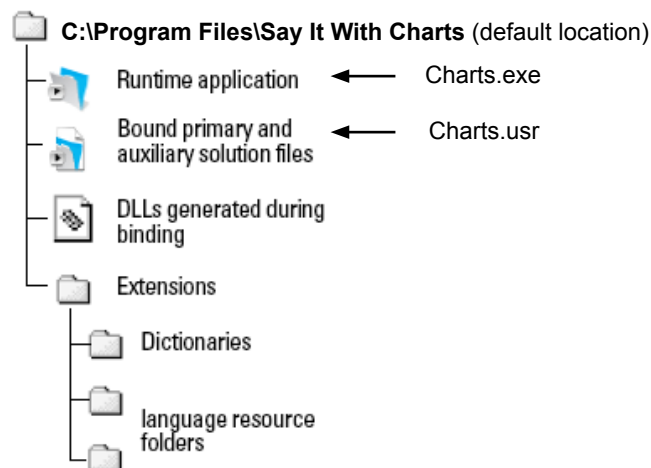 C:\Program Files\Say It With Charts (default location)
Runtime application
Charts.exe
Bound primary and
auxiliary solution files
Charts.usr
DLLs generated during
binding
Extensions
Dictionaries
language resource
folders